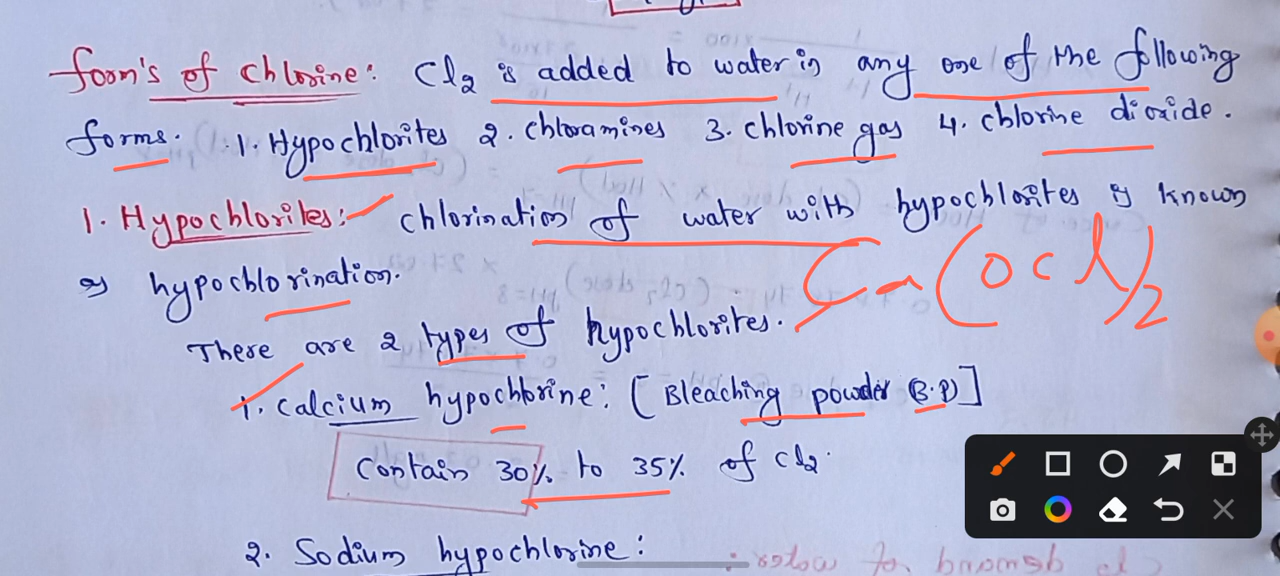 form's of chlorine: Cl2 is added to water in any one of the following
forms. 1. Hypochlorites 2. chloramines 3. chlorine gas 4. chlorine dioxide.
1. Hypochlorites: chlorination of water with hypochlorites is known
as hypochlorination.
Ca(OCl)2
There are 2 types of hypochlorites.
1. Calcium hypochlorine: [Bleaching powder (B.P)]
Contain 30% to 35% of Cl2.
2. Sodium hypochlorine: